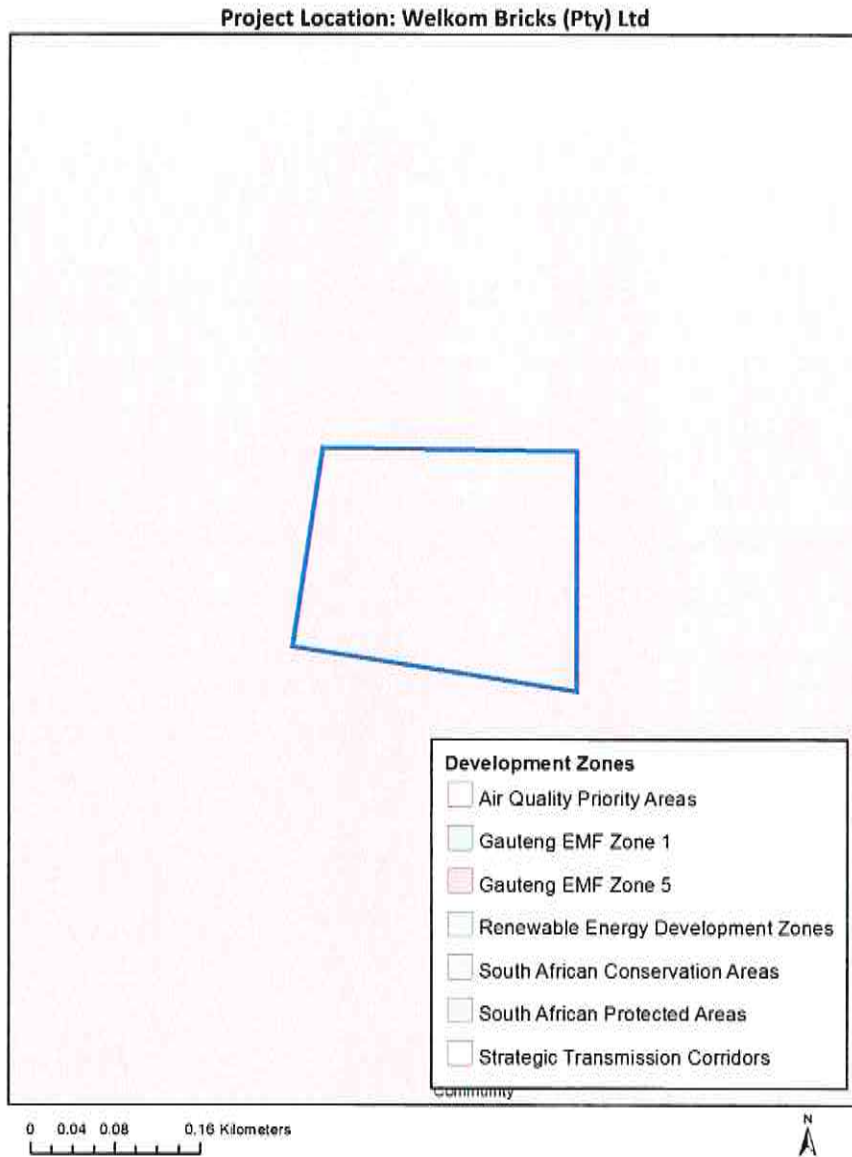 Project Location: Welkom Bricks (Pty) Ltd
Development Zones
Air Quality Priority Areas
Gauteng EMF Zone 1
Gauteng EMF Zone 5
Renewable Energy Development Zones
South African Conservation Areas
South African Protected Areas
Strategic Transmission Corridors
Community
0 0.04 0.08 0.16 Kilometers
N